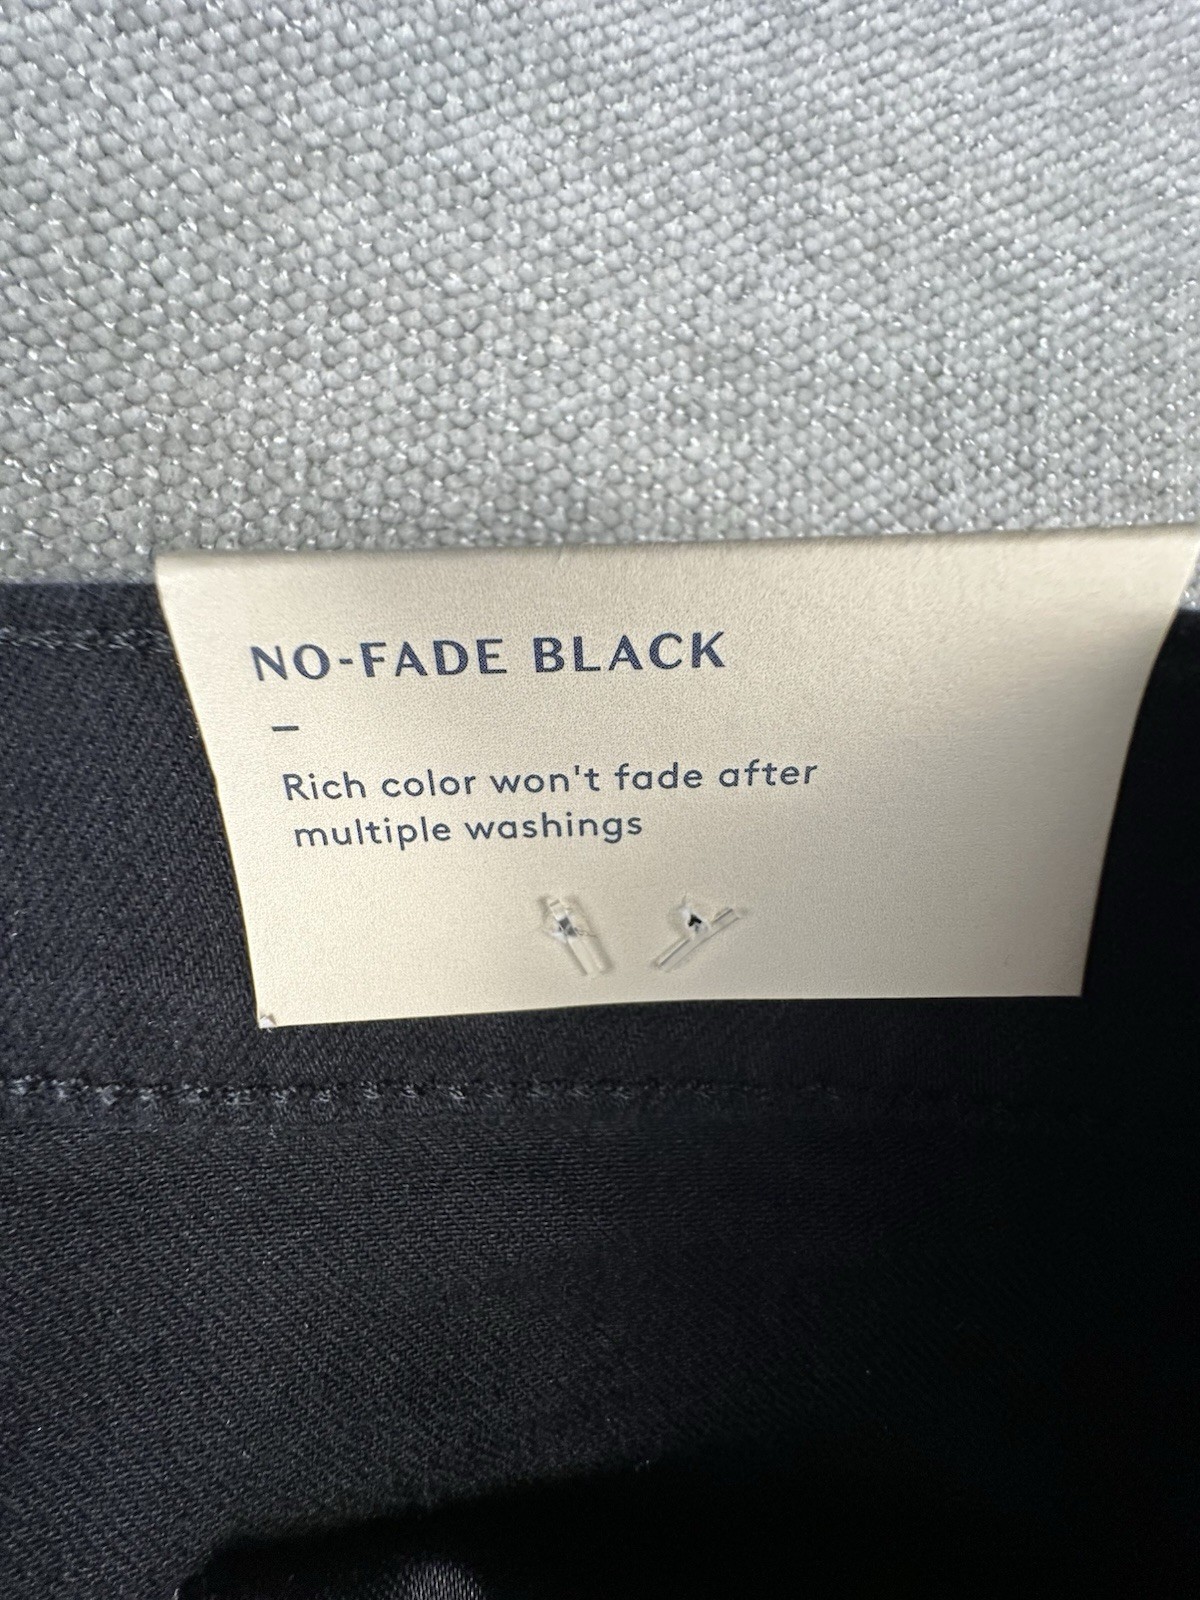 NO-FADE BLACK
–
Rich color won't fade after
multiple washings